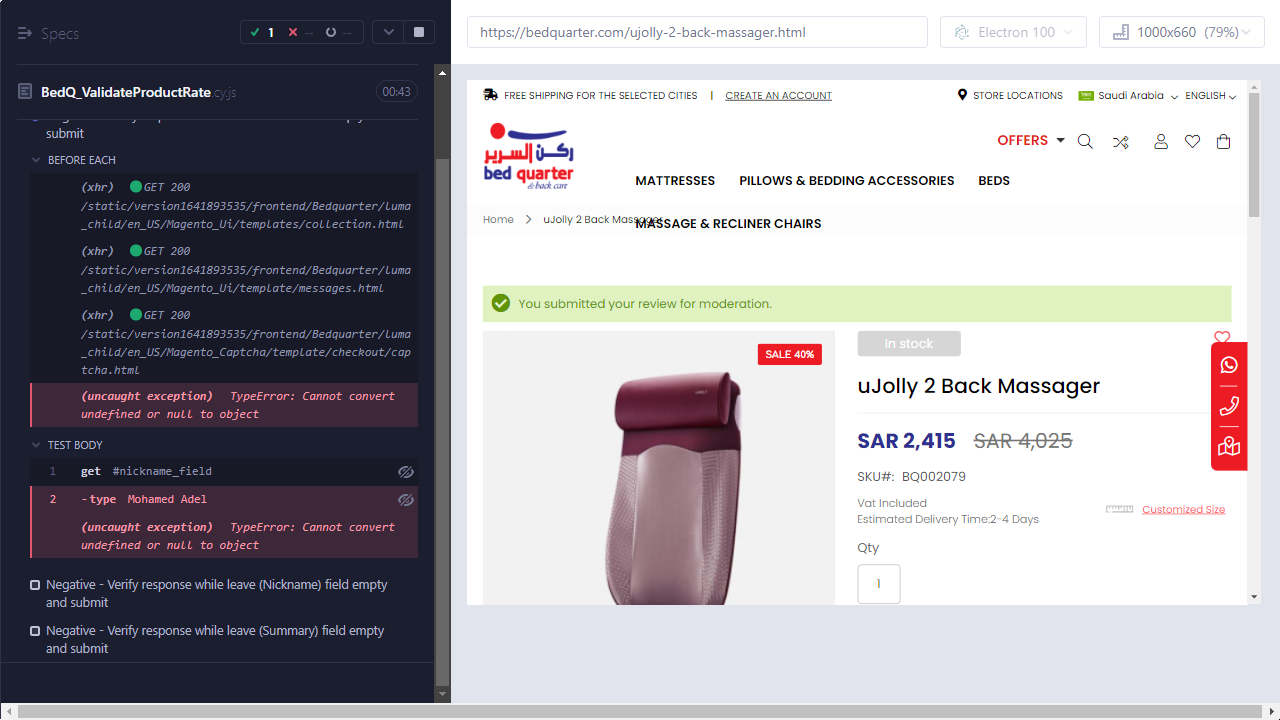 Specs
1
--
--
BedQ_ValidateProductRate.cy.js
00:43
submit
BEFORE EACH
(xhr) GET 200
/static/version1641893535/frontend/Bedquarter/luma
_child/en_US/Magento_Ui/templates/collection.html
(xhr) GET 200
/static/version1641893535/frontend/Bedquarter/luma
_child/en_US/Magento_Ui/template/messages.html
(xhr) GET 200
/static/version1641893535/frontend/Bedquarter/luma
_child/en_US/Magento_Captcha/template/checkout/cap
tcha.html
(uncaught exception) TypeError: Cannot convert
undefined or null to object
TEST BODY
1 get #nickname_field
2 -type Mohamed Adel
(uncaught exception) TypeError: Cannot convert
undefined or null to object
Negative - Verify response while leave (Nickname) field empty
and submit
Negative - Verify response while leave (Summary) field empty
and submit
https://bedquarter.com/ujolly-2-back-massager.html
Electron 100
1000x660 (79%)
FREE SHIPPING FOR THE SELECTED CITIES | CREATE AN ACCOUNT
STORE LOCATIONS
Saudi Arabia
ENGLISH
ركن السرير
bed quarter
& back care
OFFERS
MATTRESSES
PILLOWS & BEDDING ACCESSORIES
BEDS
MASSAGE & RECLINER CHAIRS
Home > uJolly 2 Back Massager
You submitted your review for moderation.
SALE 40%
In stock
uJolly 2 Back Massager
SAR 2,415 SAR 4,025
SKU#: BQ002079
Vat Included
Estimated Delivery Time:2-4 Days
Customized Size
Qty
1